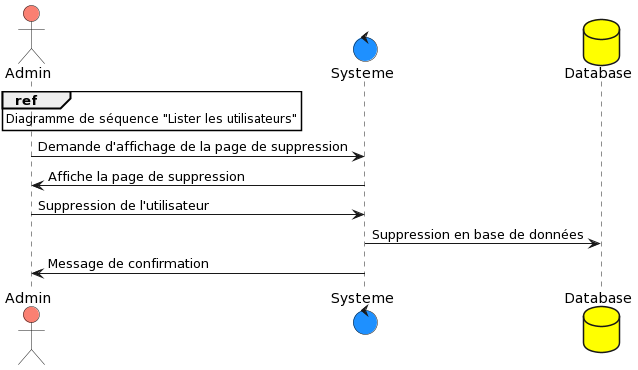 Admin
Systeme
Database
ref
Diagramme de séquence "Lister les utilisateurs"
Demande d'affichage de la page de suppression
Affiche la page de suppression
Suppression de l'utilisateur
Suppression en base de données
Message de confirmation
Admin
Systeme
Database